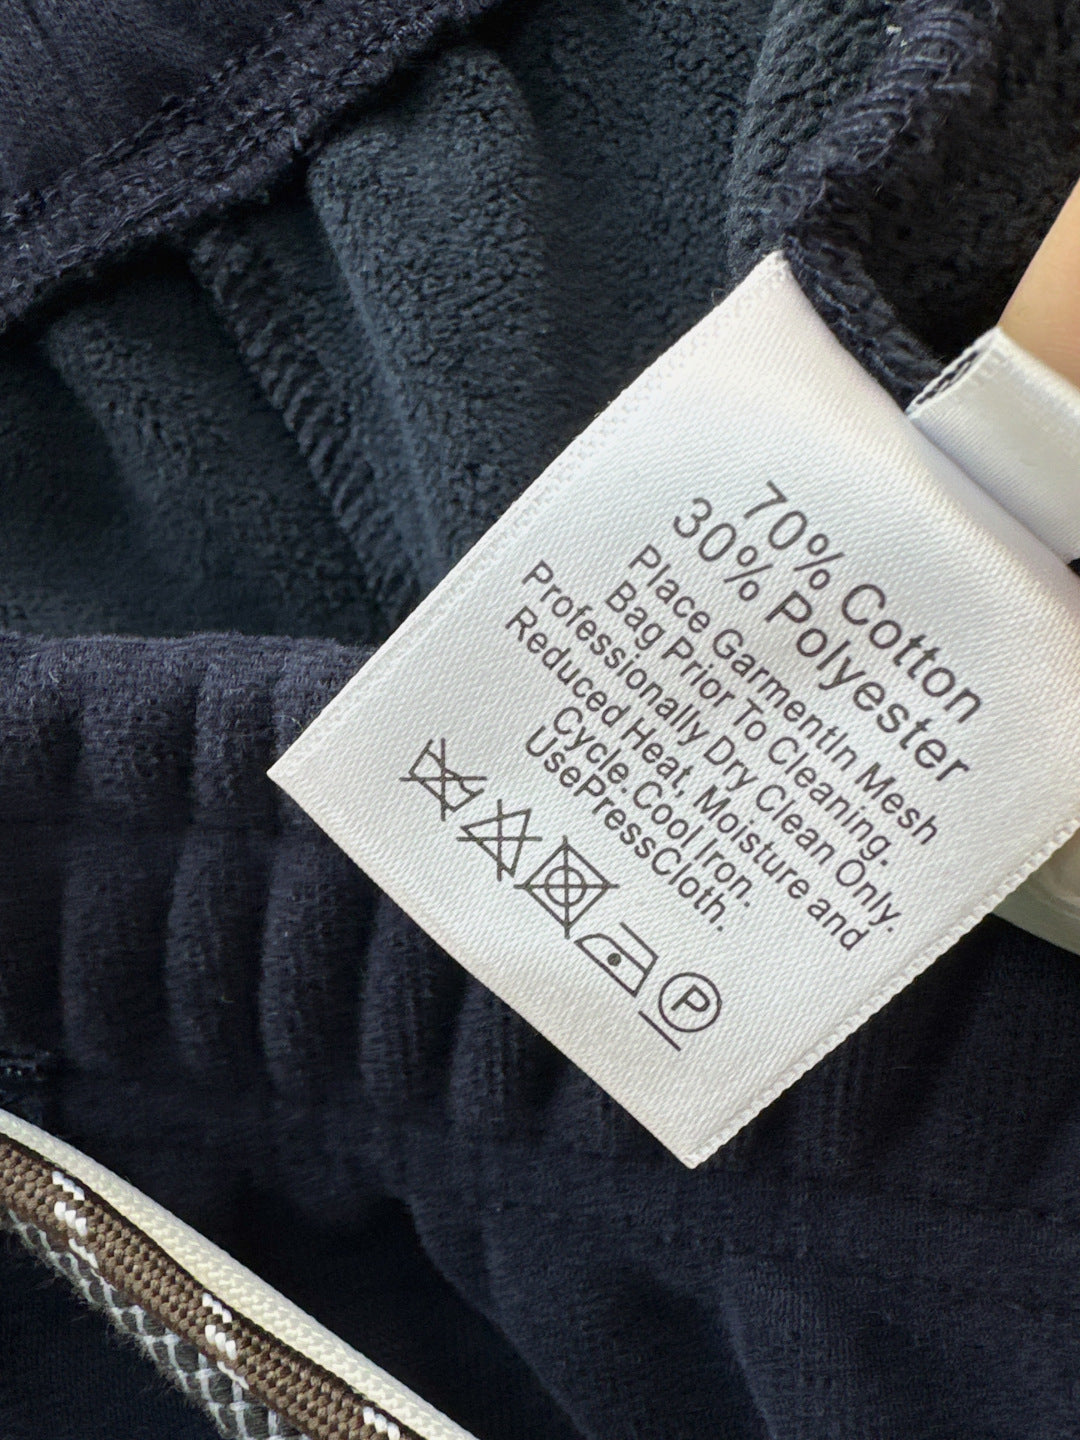 70% Cotton
30% Polyester
Place GarmentIn Mesh
Bag Prior To Cleaning.
Professionally Dry Clean Only.
Reduced Heat, Moisture and
Cycle.Cool Iron.
UsePressCloth.
P